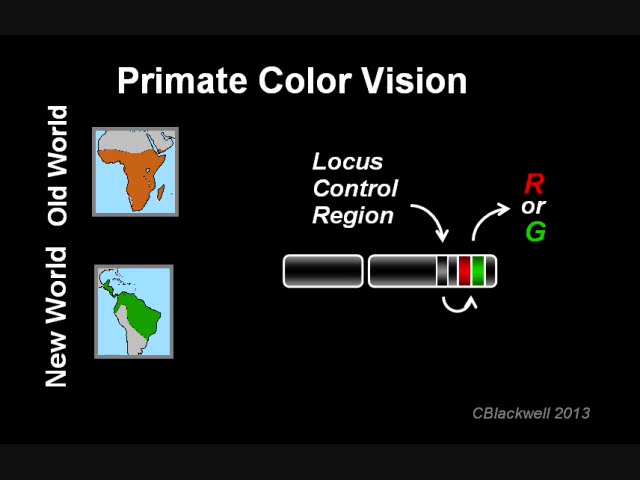 Primate Color Vision
Old World
New World
Locus
Control
Region
R
or
G
CBlackwell 2013